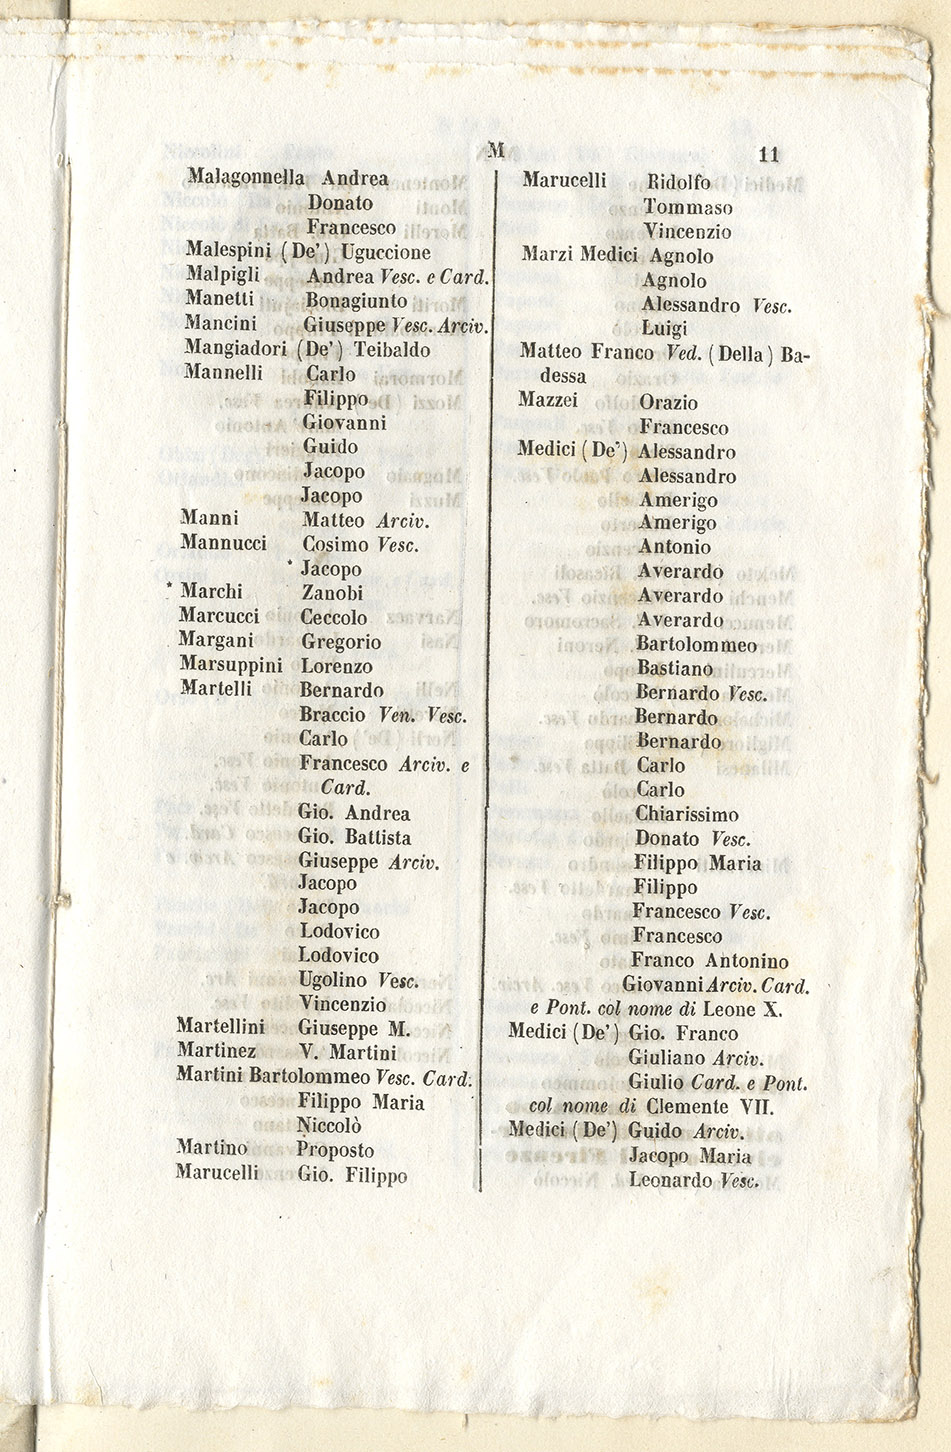 M
11
Malagonnella Andrea
Donato
Francesco
Malespini (De') Uguccione
Malpigli Andrea Vesc. e Card.
Manetti Bonagiunto
Mancini Giuseppe Vesc. Arciv.
Mangiadori (De') Teibaldo
Mannelli Carlo
Filippo
Giovanni
Guido
Jacopo
Jacopo
Manni Matteo Arciv.
Mannucci Cosimo Vesc.
* Jacopo
* Marchi Zanobi
Marcucci Ceccolo
Margani Gregorio
Marsuppini Lorenzo
Martelli Bernardo
Braccio Ven. Vesc.
Carlo
Francesco Arciv. e
Card.
Gio. Andrea
Gio. Battista
Giuseppe Arciv.
Jacopo
Jacopo
Lodovico
Lodovico
Ugolino Vesc.
Vincenzio
Martellini Giuseppe M.
Martinez V. Martini
Martini Bartolommeo Vesc. Card.
Filippo Maria
Niccolò
Martino Proposto
Marucelli Gio. Filippo
Marucelli Ridolfo
Tommaso
Vincenzio
Marzi Medici Agnolo
Agnolo
Alessandro Vesc.
Luigi
Matteo Franco Ved. (Della) Ba-
dessa
Mazzei Orazio
Francesco
Medici (De') Alessandro
Alessandro
Amerigo
Amerigo
Antonio
Averardo
Averardo
Averardo
Bartolommeo
Bastiano
Bernardo Vesc.
Bernardo
Bernardo
Carlo
Carlo
Chiarissimo
Donato Vesc.
Filippo Maria
Filippo
Francesco Vesc.
Francesco
Franco Antonino
Giovanni Arciv. Card.
e Pont. col nome di Leone X.
Medici (De') Gio. Franco
Giuliano Arciv.
Giulio Card. e Pont.
col nome di Clemente VII.
Medici (De') Guido Arciv.
Jacopo Maria
Leonardo Vesc.